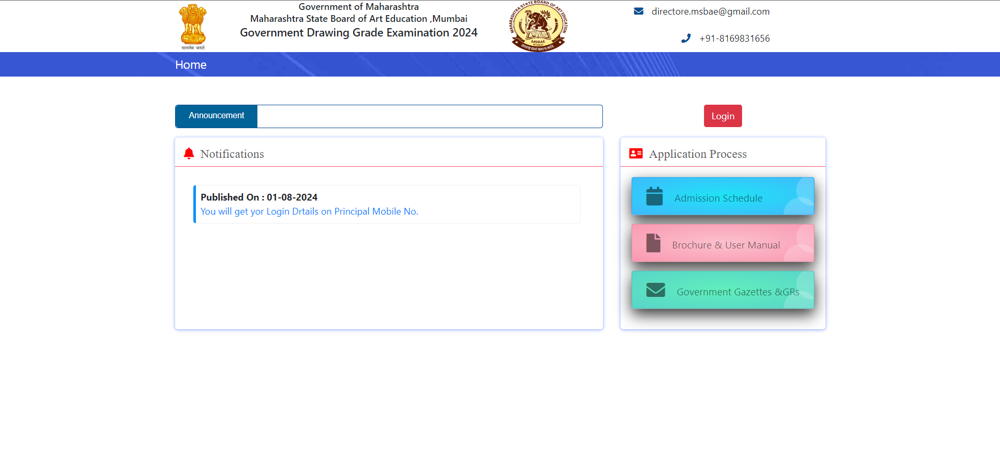 सत्यमेव जयते
Government of Maharashtra
Maharashtra State Board of Art Education ,Mumbai
Government Drawing Grade Examination 2024
MAHARASHTRA STATE BOARD OF ART EDUCATION
MSBAE
MUMBAI
directore.msbae@gmail.com
+91-8169831656
Home
Announcement
Login
Notifications
Published On : 01-08-2024
You will get yor Login Drtails on Principal Mobile No.
Application Process
Admission Schedule
Brochure & User Manual
Government Gazettes &GRs